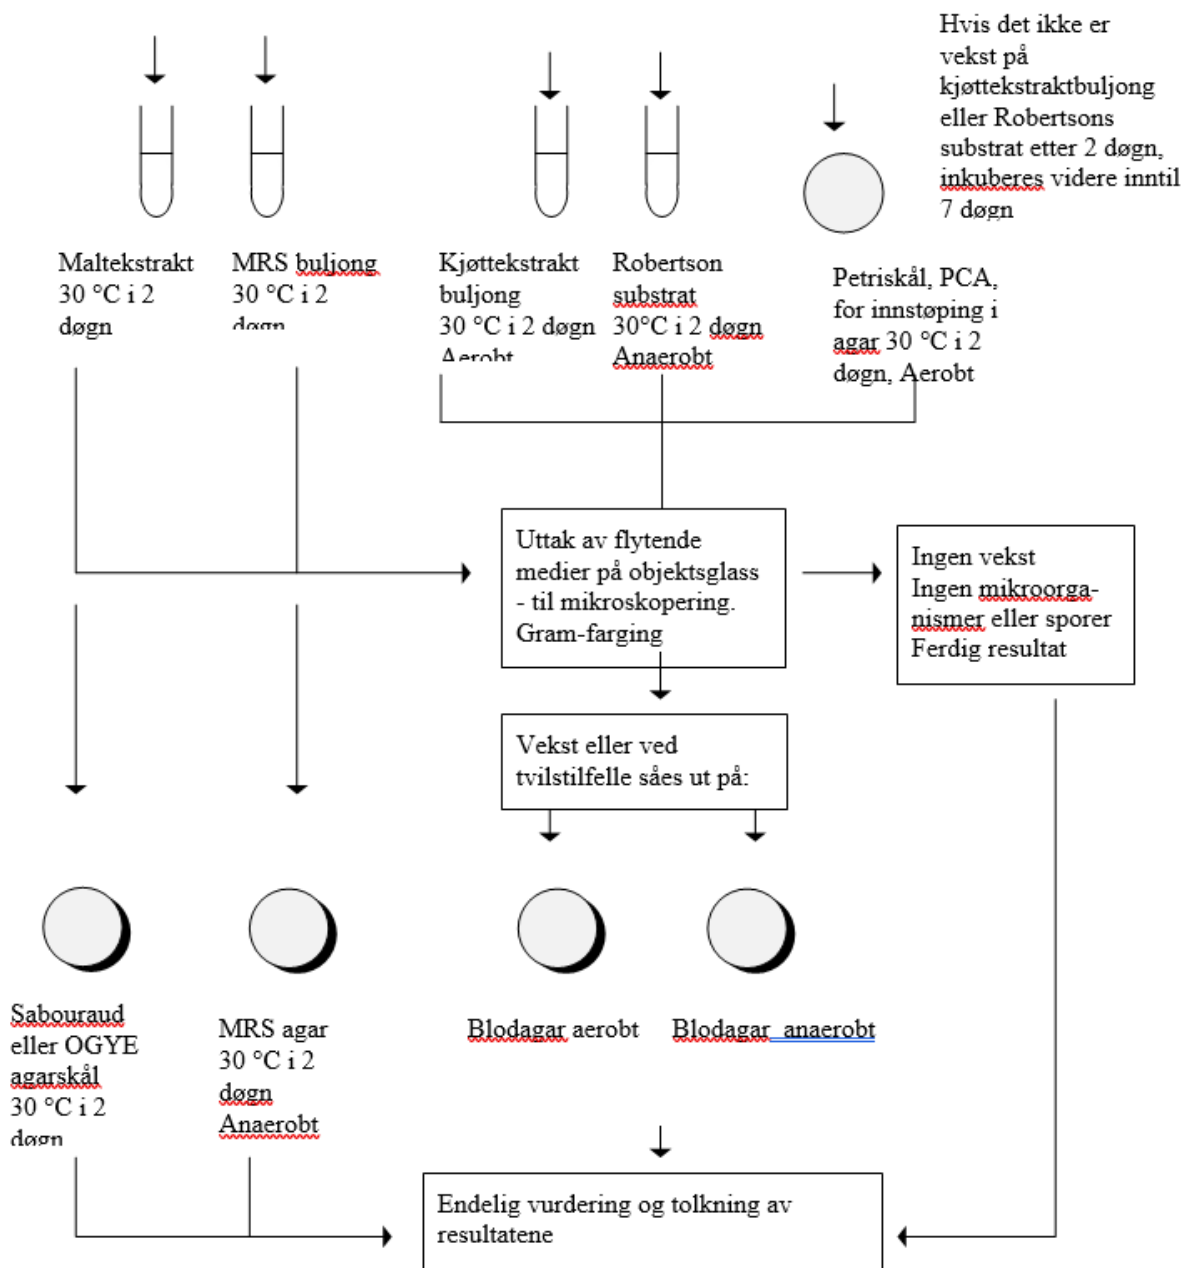 Hvis det ikke er
vekst på
kjøttekstraktbuljong
eller Robertsons
substrat etter 2 døgn,
inkuberes videre inntil
7 døgn
Maltekstrakt
30 °C i 2
døgn
MRS buljong
30 °C i 2
døgn
Kjøttekstrakt
buljong
30 °C i 2 døgn
Aerobt
Robertson
substrat
30°C i 2 døgn
Anaerobt
Petriskål, PCA,
for innstøping i
agar 30 °C i 2
døgn, Aerobt
Uttak av flytende
medier på objektsglass
- til mikroskopering.
Gram-farging
Ingen vekst
Ingen mikroorga-
nismer eller sporer
Ferdig resultat
Vekst eller ved
tvilstilfelle såes ut på:
Sabouraud
eller OGYE
agarskål
30 °C i 2
døgn
MRS agar
30 °C i 2
døgn
Anaerobt
Blodagar aerobt
Blodagar anaerobt
Endelig vurdering og tolkning av
resultatene